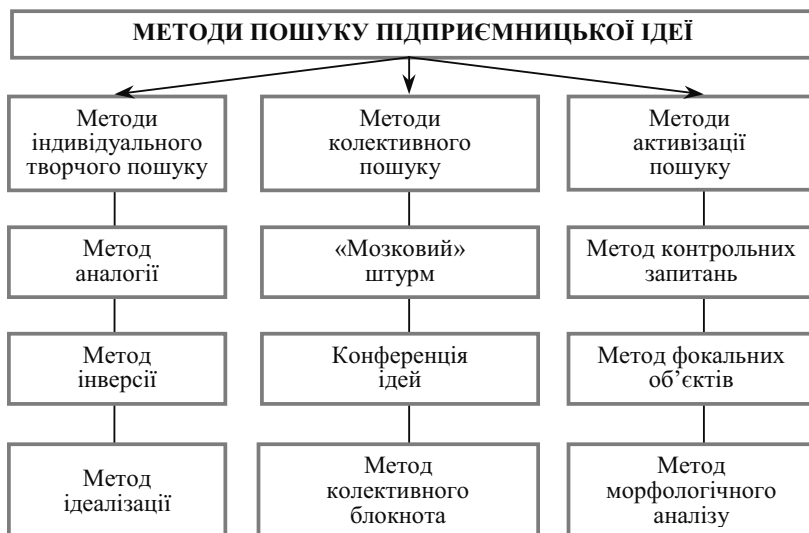 МЕТОДИ ПОШУКУ ПІДПРИЄМНИЦЬКОЇ ІДЕЇ
Методи
індивідуального
творчого пошуку
Метод
аналогії
Метод
інверсії
Метод
ідеалізації
Методи
колективного
пошуку
«Мозковий»
штурм
Конференція
ідей
Метод
колективного
блокнота
Методи
активізації
пошуку
Метод контрольних
запитань
Метод фокальних
об’єктів
Метод
морфологічного
аналізу